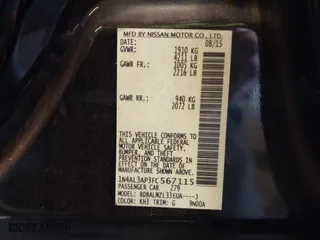 MFD BY NISSAN MOTOR CO., LTD.
DATE: 08/15
GVWR: 1910 KG
4211 LB
GAWR FR.: 1005 KG
2216 LB
GAWR RR.: 940 KG
2072 LB
THIS VEHICLE CONFORMS TO
ALL APPLICABLE FEDERAL
MOTOR VEHICLE SAFETY,
BUMPER, AND THEFT
PREVENTION STANDARDS IN EFFECT
ON THE DATE OF
MANUFACTURE SHOWN ABOVE.
1N4AL3AP3FC567115
PASSENGER CAR 279
MODEL: BDBALMZL33EUA----J
COLOR: KH3 TRIM: G 9N00A